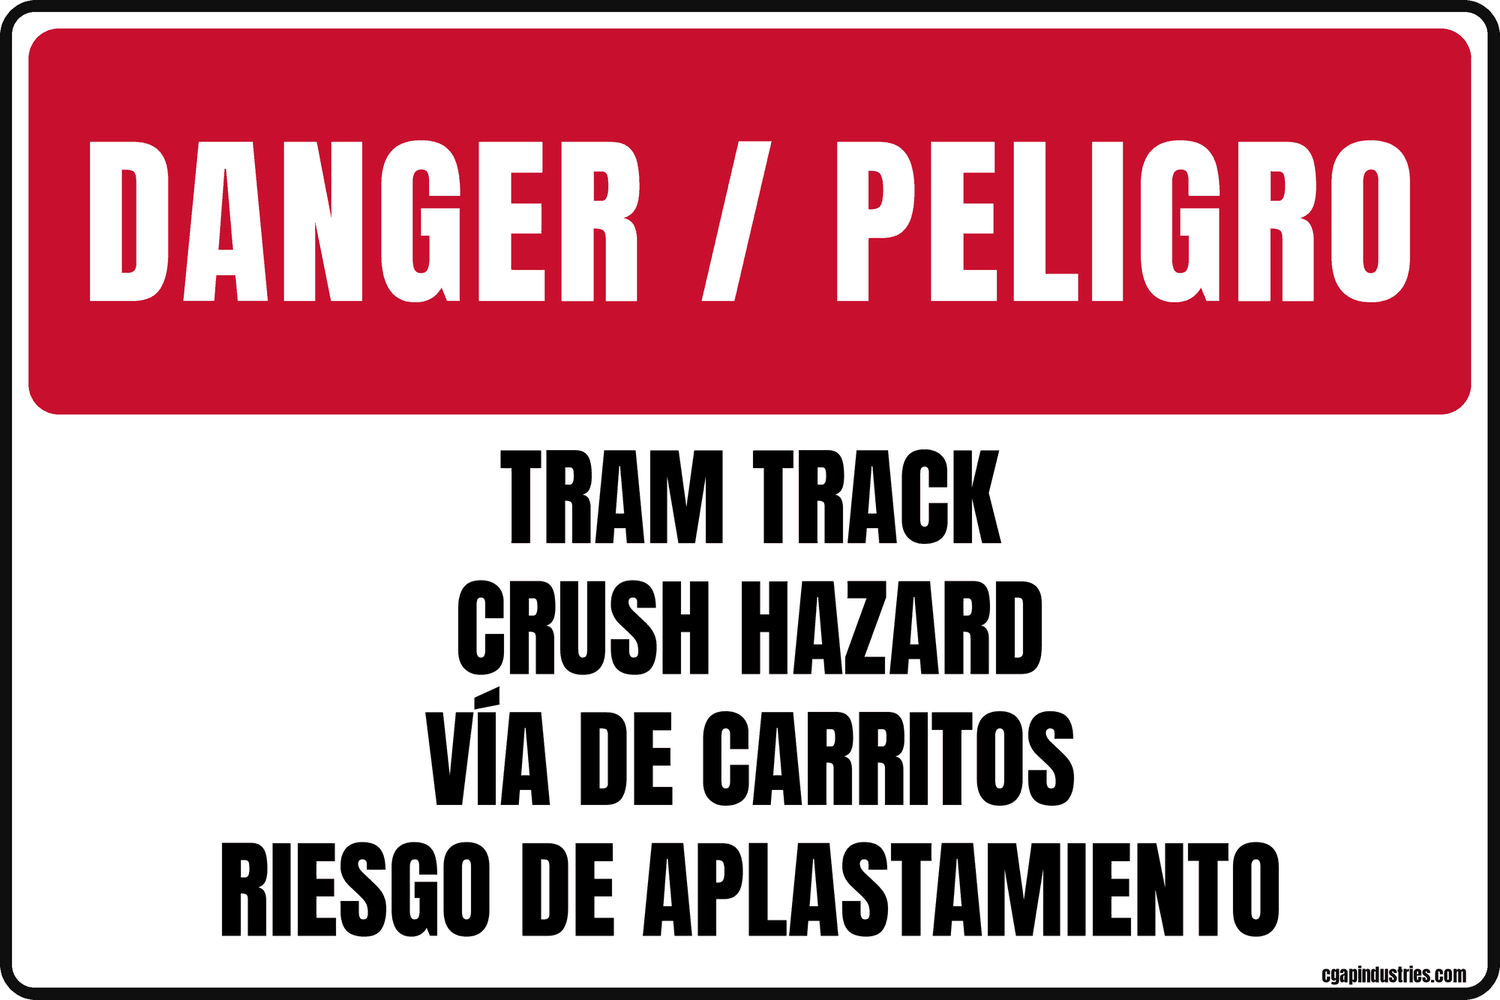 DANGER / PELIGRO
TRAM TRACK
CRUSH HAZARD
VÍA DE CARRITOS
RIESGO DE APLASTAMIENTO
cgapindustries.com